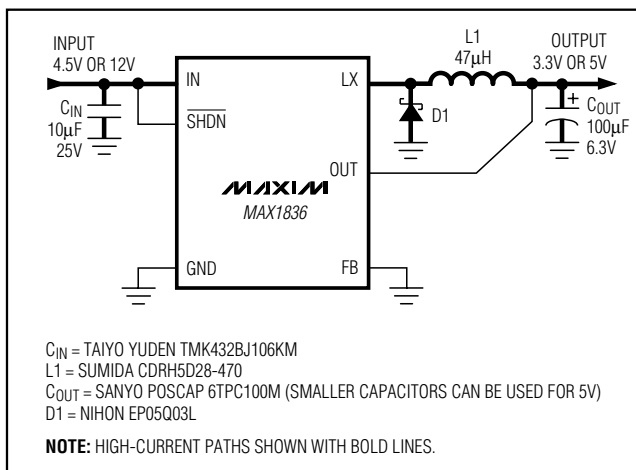 INPUT
4.5V OR 12V
CIN
10μF
25V
IN
SHDN
GND
LX
OUT
FB
MAXIM
MAX1836
D1
L1
47μH
OUTPUT
3.3V OR 5V
+
COUT
100μF
6.3V
CIN = TAIYO YUDEN TMK432BJ106KM
L1 = SUMIDA CDRH5D28-470
COUT = SANYO POSCAP 6TPC100M (SMALLER CAPACITORS CAN BE USED FOR 5V)
D1 = NIHON EP05Q03L
NOTE: HIGH-CURRENT PATHS SHOWN WITH BOLD LINES.